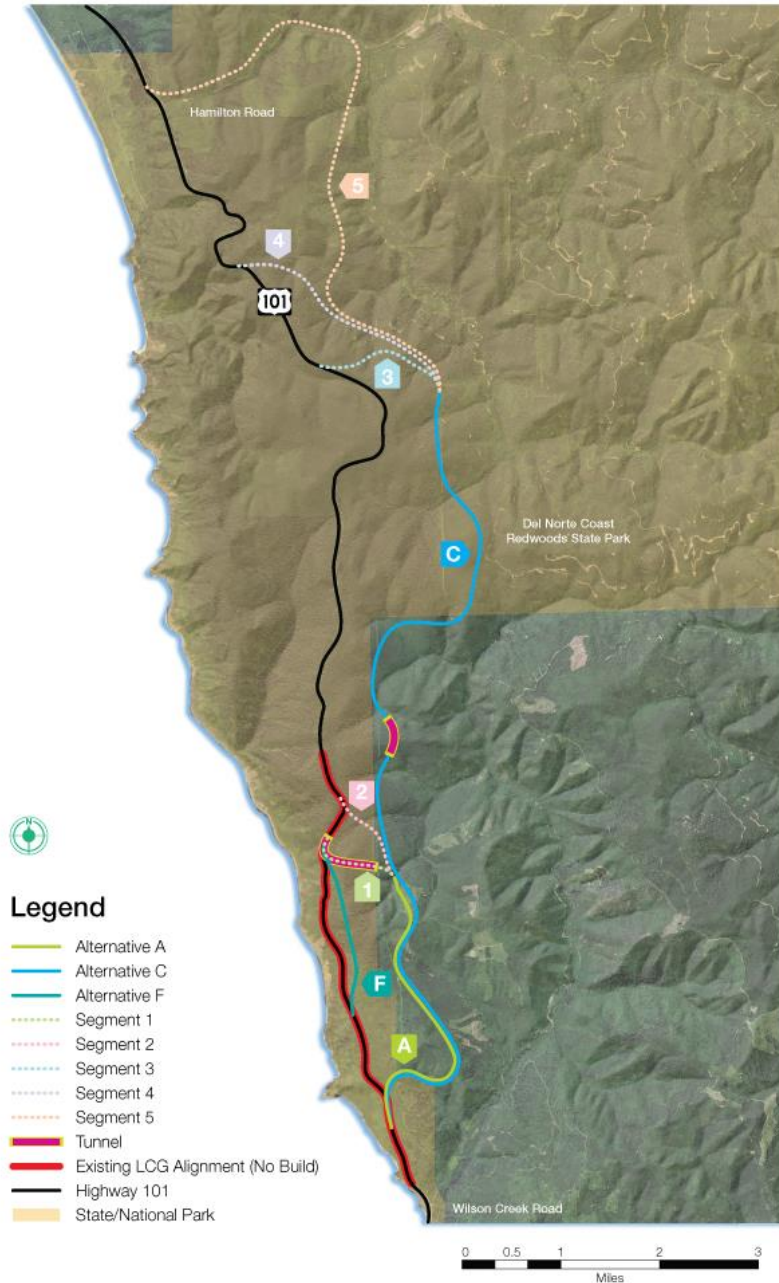 Hamilton Road
5
4
101
3
Del Norte Coast
Redwoods State Park
C
2
1
F
A
N
Legend
Alternative A
Alternative C
Alternative F
Segment 1
Segment 2
Segment 3
Segment 4
Segment 5
Tunnel
Existing LCG Alignment (No Build)
Highway 101
State/National Park
Wilson Creek Road
0 0.5 1 2 3
Miles